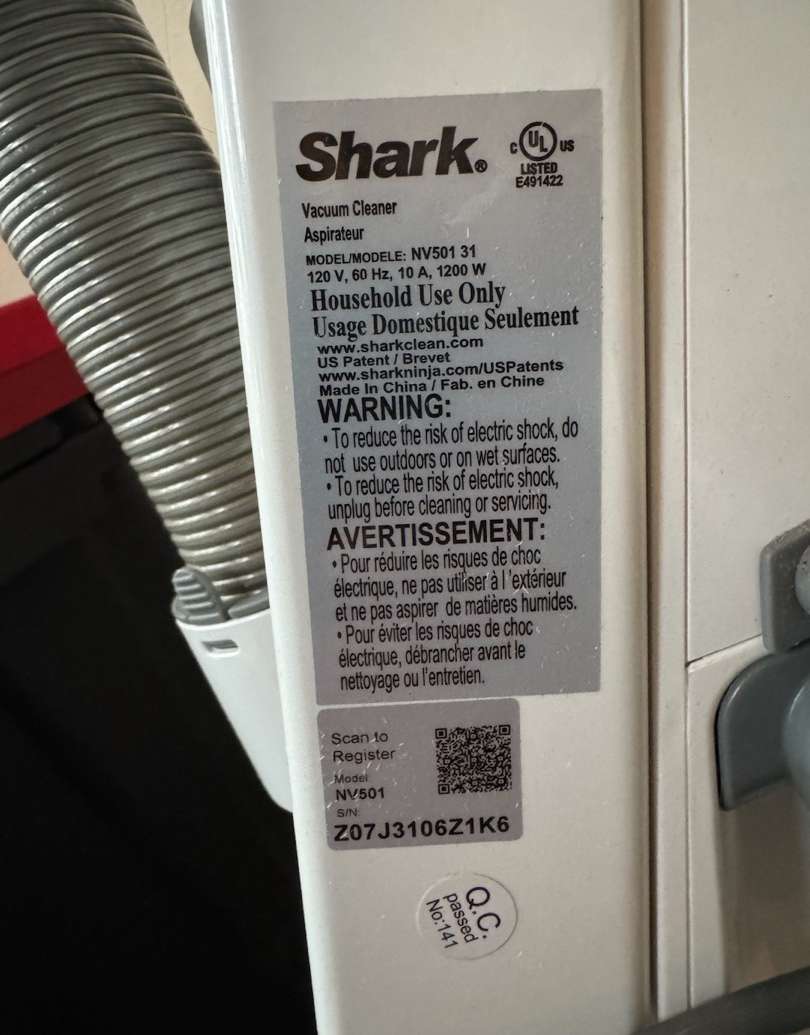 Shark®
c UL us
LISTED
E491422
Vacuum Cleaner
Aspirateur
MODEL/MODELE: NV501 31
120 V, 60 Hz, 10 A, 1200 W
Household Use Only
Usage Domestique Seulement
www.sharkclean.com
US Patent / Brevet
www.sharkninja.com/USPatents
Made In China / Fab. en Chine
WARNING:
• To reduce the risk of electric shock, do
not use outdoors or on wet surfaces.
• To reduce the risk of electric shock,
unplug before cleaning or servicing.
AVERTISSEMENT:
• Pour réduire les risques de choc
électrique, ne pas utiliser à l 'extérieur
et ne pas aspirer de matières humides.
• Pour éviter les risques de choc
électrique, débrancher avant le
nettoyage ou l'entretien.
Scan to
Register
Model
NV501
S/N:
Z07J3106Z1K6
Q.C.
passed
No:141